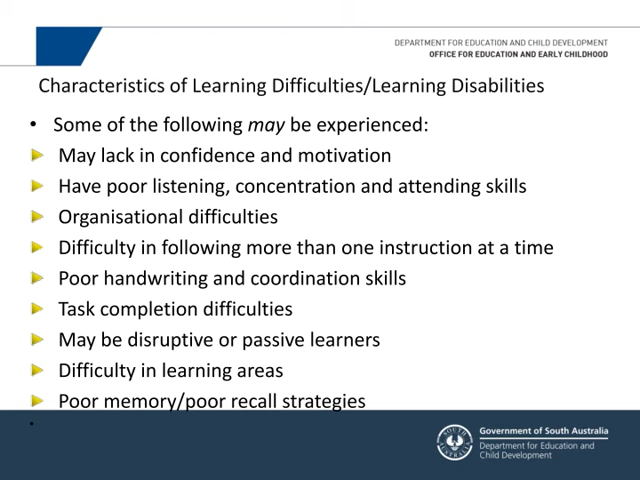 DEPARTMENT FOR EDUCATION AND CHILD DEVELOPMENT
OFFICE FOR EDUCATION AND EARLY CHILDHOOD
Characteristics of Learning Difficulties/Learning Disabilities
• Some of the following may be experienced:
May lack in confidence and motivation
Have poor listening, concentration and attending skills
Organisational difficulties
Difficulty in following more than one instruction at a time
Poor handwriting and coordination skills
Task completion difficulties
May be disruptive or passive learners
Difficulty in learning areas
Poor memory/poor recall strategies
•
SOUTH AUSTRALIA
Government of South Australia
Department for Education and
Child Development